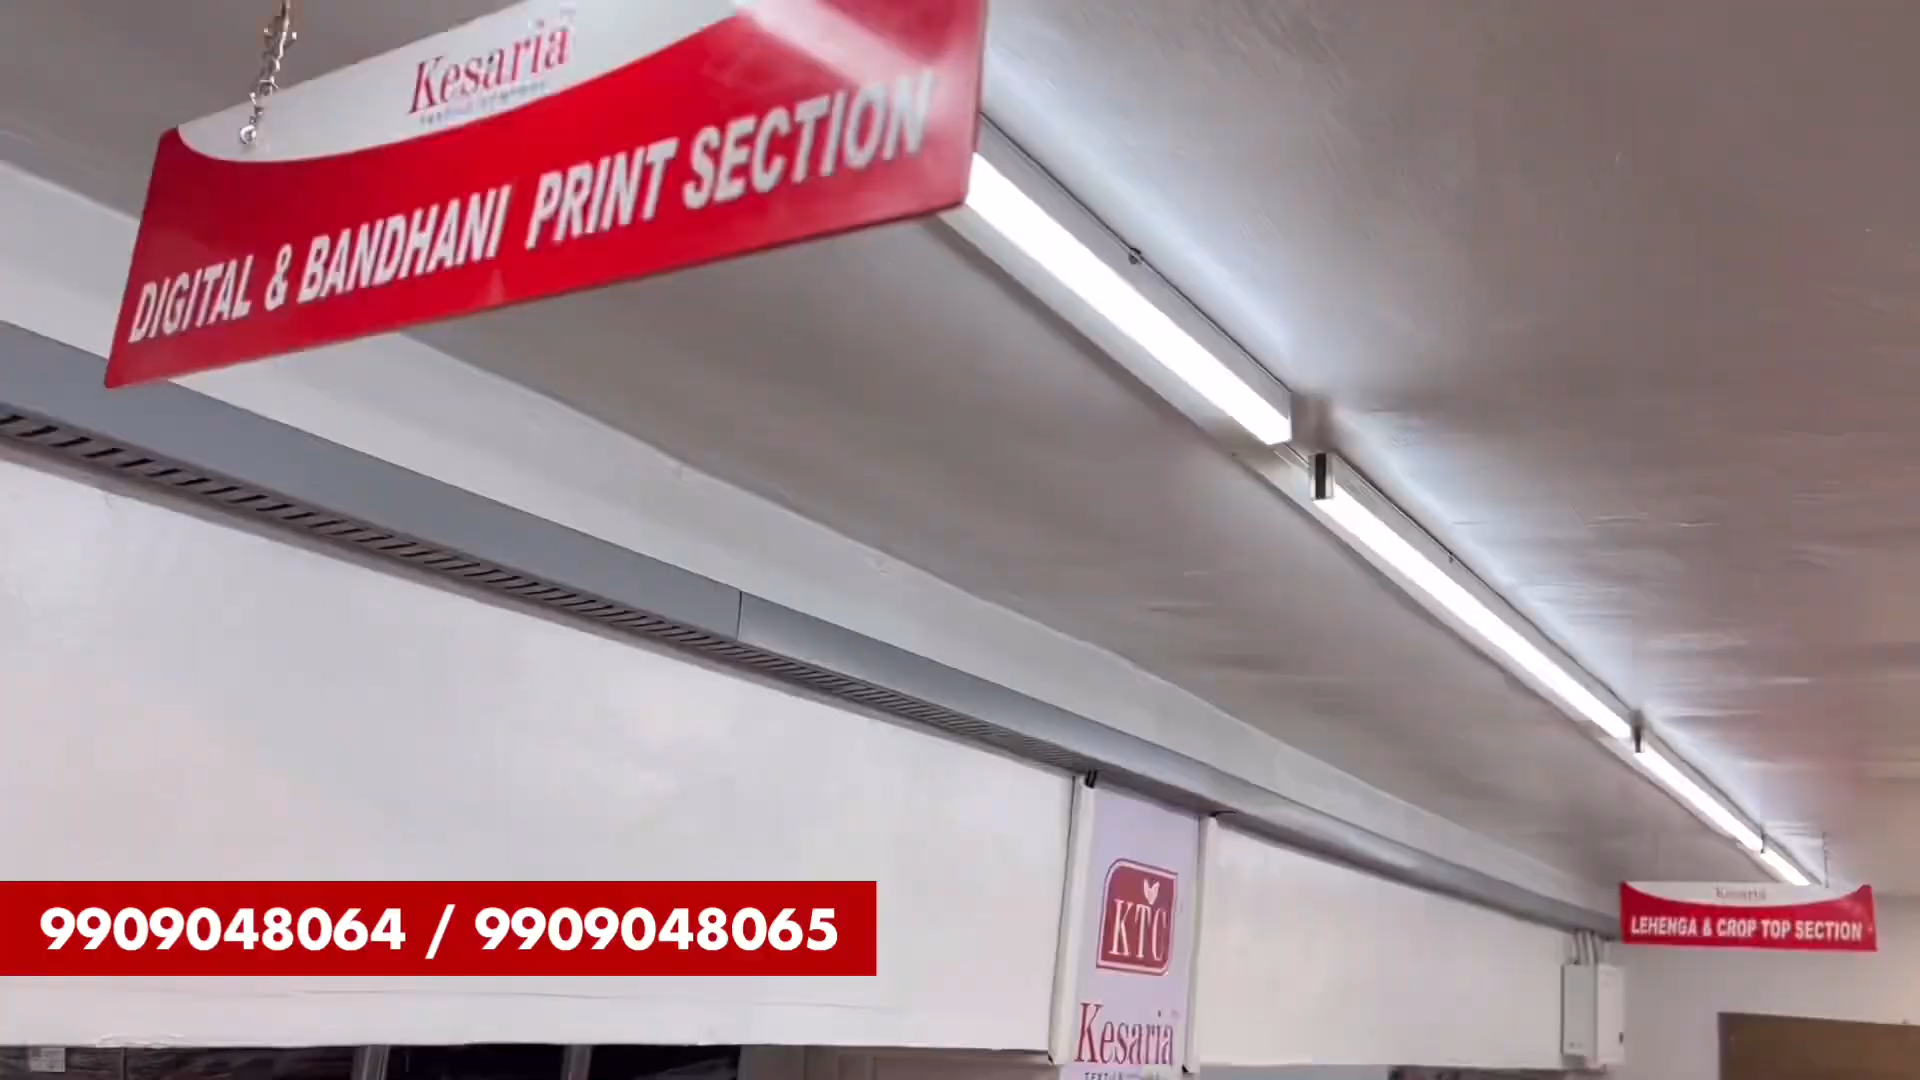 Kesaria
DIGITAL & BANDHANI PRINT SECTION
9909048064 / 9909048065
KTC
Kesaria
Kesaria
LEHENGA & CROP TOP SECTION